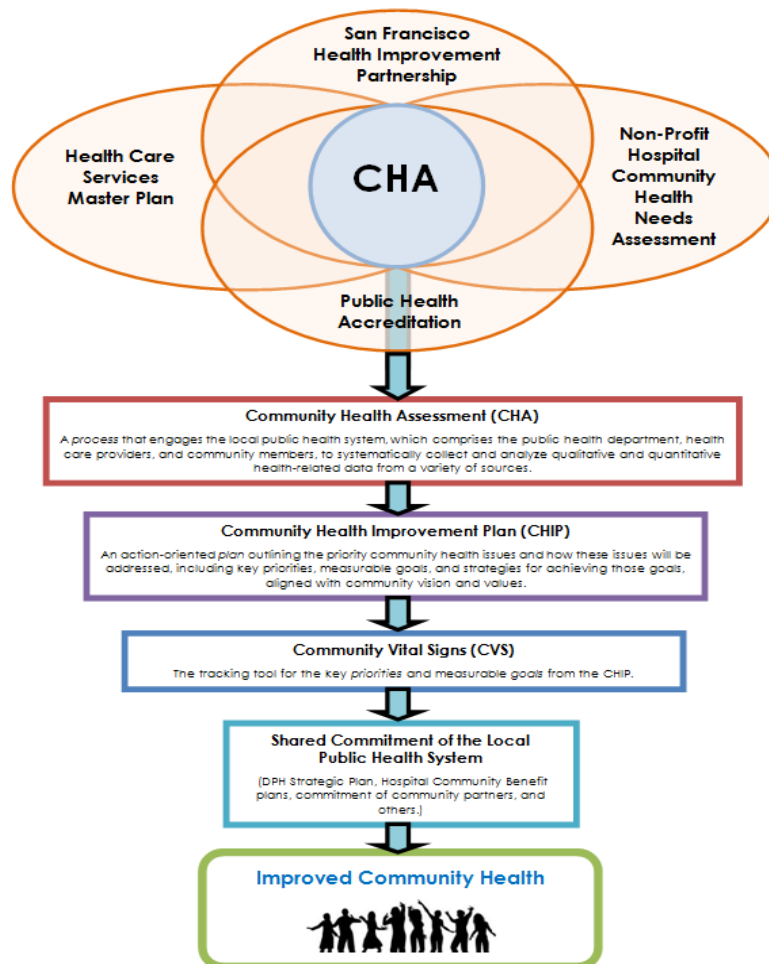 San Francisco
Health Improvement
Partnership
Health Care
Services
Master Plan
CHA
Non-Profit
Hospital
Community
Health
Needs
Assessment
Public Health
Accreditation
Community Health Assessment (CHA)
A process that engages the local public health system, which comprises the public health department, health
care providers, and community members, to systematically collect and analyze qualitative and quantitative
health-related data from a variety of sources.
Community Health Improvement Plan (CHIP)
An action-oriented plan outlining the priority community health issues and how these issues will be
addressed, including key priorities, measurable goals, and strategies for achieving those goals,
aligned with community vision and values.
Community Vital Signs (CVS)
The tracking tool for the key priorities and measurable goals from the CHIP.
Shared Commitment of the Local
Public Health System
(DPH Strategic Plan, Hospital Community Benefit
plans, commitment of community partners, and
others.)
Improved Community Health